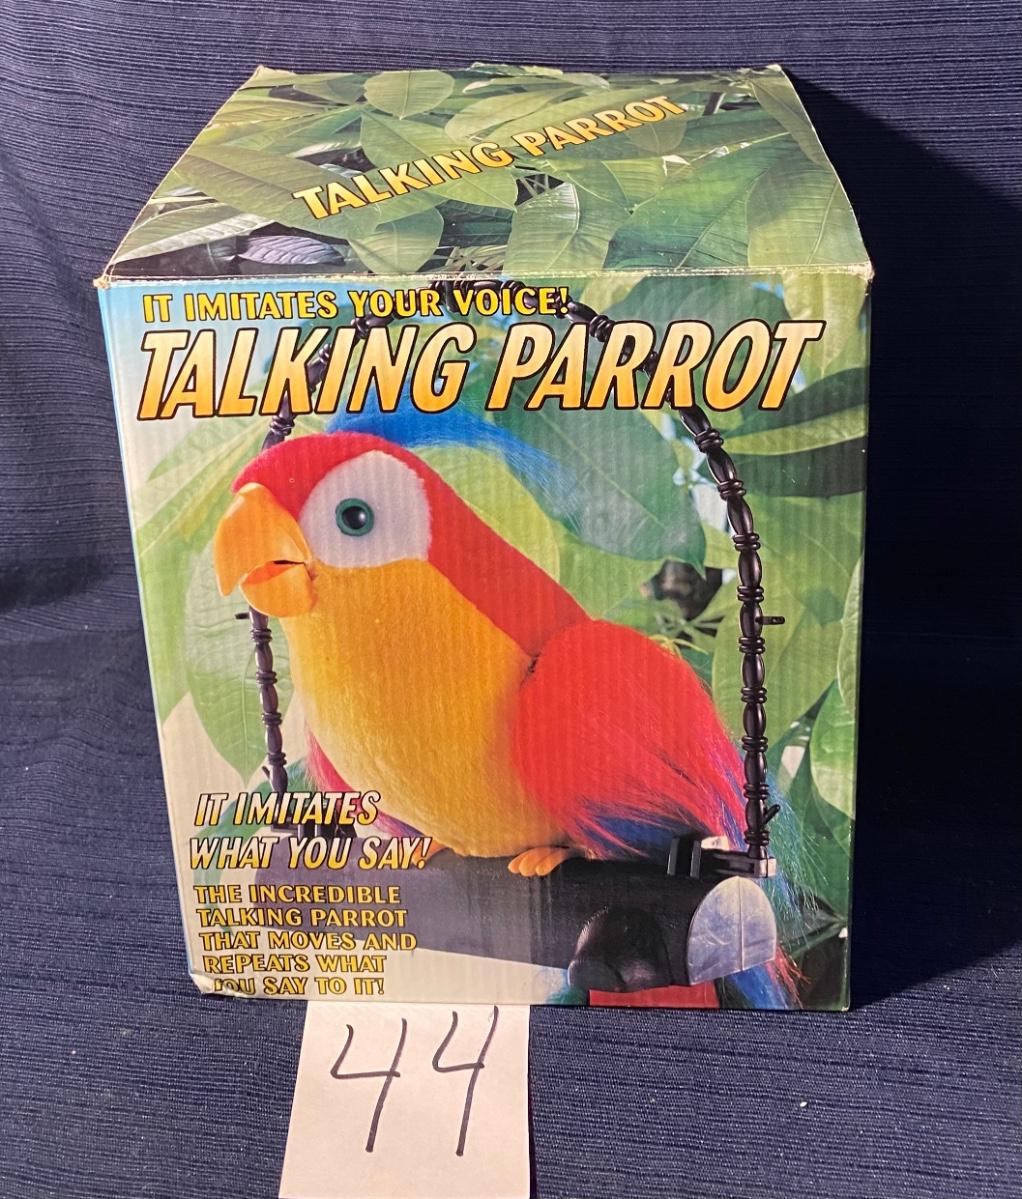 TALKING PARROT
IT IMITATES YOUR VOICE!
TALKING PARROT
IT IMITATES
WHAT YOU SAY!
THE INCREDIBLE
TALKING PARROT
THAT MOVES AND
REPEATS WHAT
YOU SAY TO IT!
44